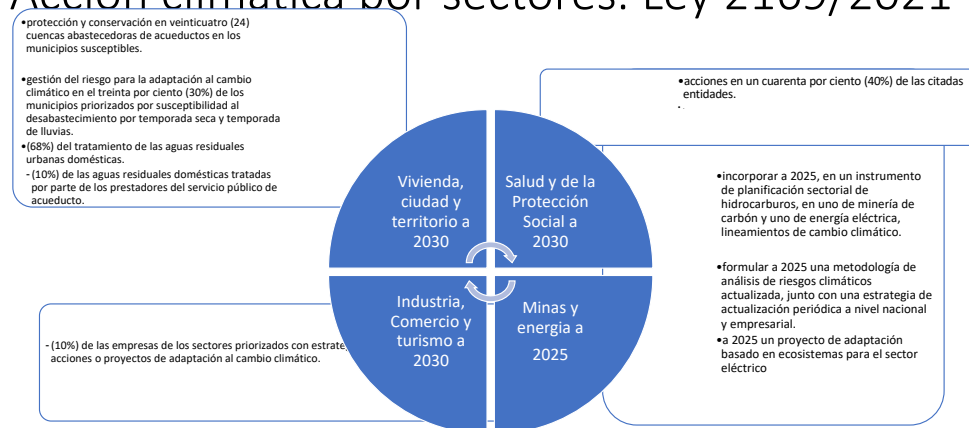 Acción climática por sectores. Ley 2169/2021
•protección y conservación en veinticuatro (24)
cuencas abastecedoras de acueductos en los
municipios susceptibles.
•gestión del riesgo para la adaptación al cambio
climático en el treinta por ciento (30%) de los
municipios priorizados por susceptibilidad al
desabastecimiento por temporada seca y temporada
de lluvias.
•(68%) del tratamiento de las aguas residuales
urbanas domésticas.
- (10%) de las aguas residuales domésticas tratadas
por parte de los prestadores del servicio público de
acueducto.
•acciones en un cuarenta por ciento (40%) de las citadas
entidades.
Vivienda,
ciudad y
territorio a
2030
Salud y de la
Protección
Social a
2030
•incorporar a 2025, en un instrumento
de planificación sectorial de
hidrocarburos, en uno de minería de
carbón y uno de energía eléctrica,
lineamientos de cambio climático.
•formular a 2025 una metodología de
análisis de riesgos climáticos
actualizada, junto con una estrategia de
actualización periódica a nivel nacional
y empresarial.
•a 2025 un proyecto de adaptación
basado en ecosistemas para el sector
eléctrico
- (10%) de las empresas de los sectores priorizados con estrate
acciones o proyectos de adaptación al cambio climático.
Industria,
Comercio y
turismo a
2030
Minas y
energia a
2025